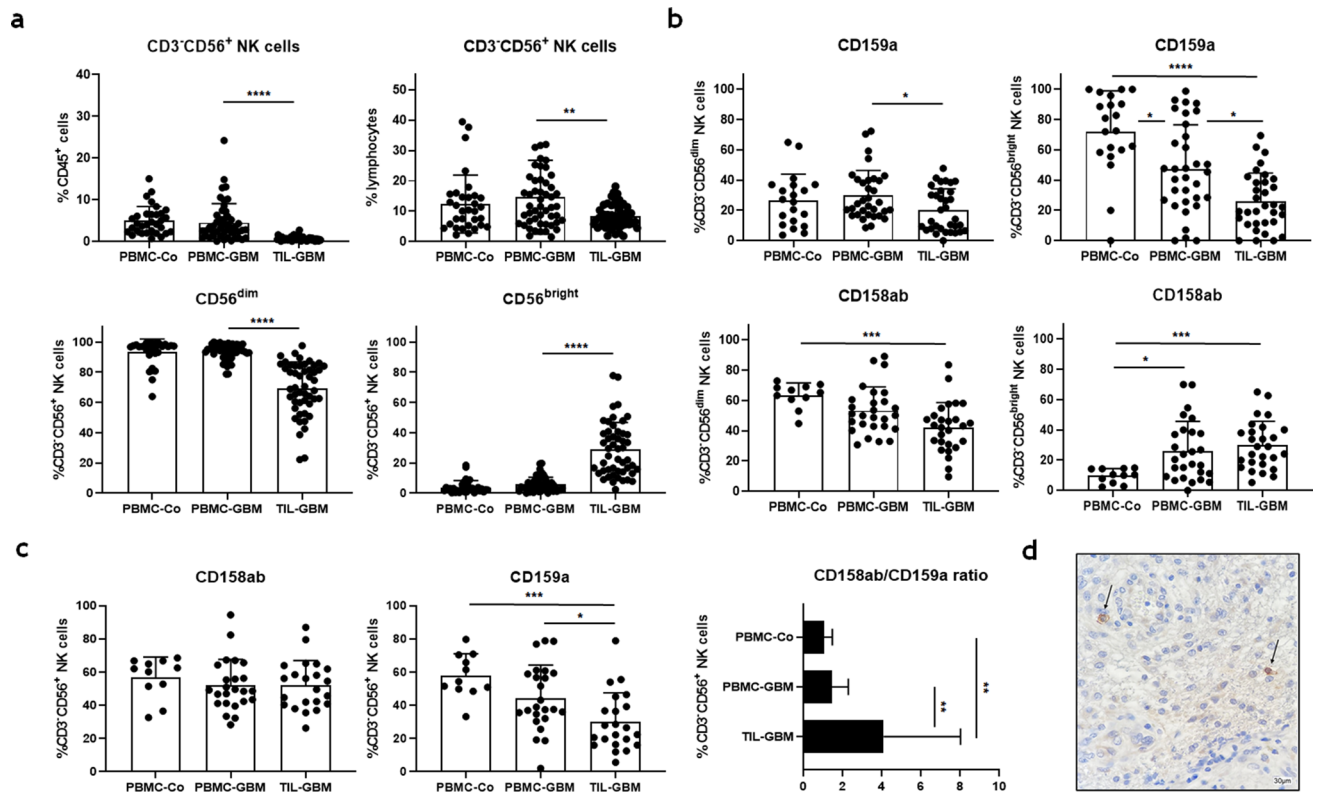 a
CD3⁻CD56⁺ NK cells
% CD45⁺ cells
40
30
20
10
0
****
PBMC-Co PBMC-GBM TIL-GBM
CD3⁻CD56⁺ NK cells
% lymphocytes
50
40
30
20
10
0
**
PBMC-Co PBMC-GBM TIL-GBM
CD56ᵈⁱᵐ
%CD3⁻CD56⁺ NK cells
100
80
60
40
20
0
****
PBMC-Co PBMC-GBM TIL-GBM
CD56ᵇʳⁱᵍʰᵗ
%CD3⁻CD56⁺ NK cells
100
80
60
40
20
0
****
PBMC-Co PBMC-GBM TIL-GBM
b
CD159a
%CD3⁻CD56ᵈⁱᵐ NK cells
100
80
60
40
20
0
*
PBMC-Co PBMC-GBM TIL-GBM
CD159a
%CD3⁻CD56ᵇʳⁱᵍʰᵗ NK cells
100
80
60
40
20
0
****
* *
PBMC-Co PBMC-GBM TIL-GBM
CD158ab
%CD3⁻CD56ᵈⁱᵐ NK cells
100
80
60
40
20
0
***
PBMC-Co PBMC-GBM TIL-GBM
CD158ab
%CD3⁻CD56ᵇʳⁱᵍʰᵗ NK cells
100
80
60
40
20
0
***
*
PBMC-Co PBMC-GBM TIL-GBM
c
CD158ab
%CD3⁻CD56⁺ NK cells
100
80
60
40
20
0
PBMC-Co PBMC-GBM TIL-GBM
CD159a
%CD3⁻CD56⁺ NK cells
100
80
60
40
20
0
***
*
PBMC-Co PBMC-GBM TIL-GBM
CD158ab/CD159a ratio
% CD3⁻CD56⁺ NK cells
PBMC-Co
PBMC-GBM
TIL-GBM
**
**
0 2 4 6 8 10
d
30µm